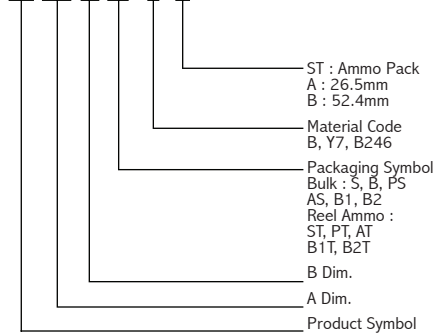 ST : Ammo Pack
A : 26.5mm
B : 52.4mm
Material Code
B, Y7, B246
Packaging Symbol
Bulk : S, B, PS
AS, B1, B2
Reel Ammo :
ST, PT, AT
B1T, B2T
B Dim.
A Dim.
Product Symbol